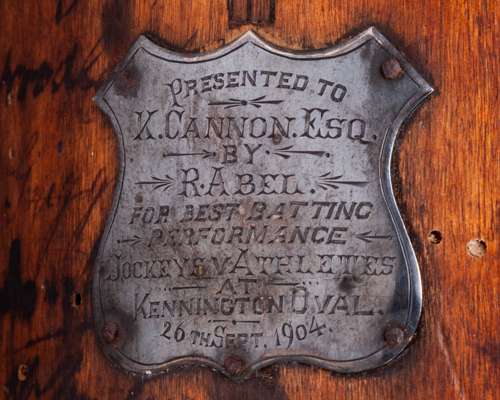 PRESENTED TO
K. CANNON. ESQ.
BY
R. ABEL.
FOR BEST BATTING
PERFORMANCE
JOCKEYS. V. ATHLETES
AT
KENNINGTON OVAL.
26TH SEPT. 1904.